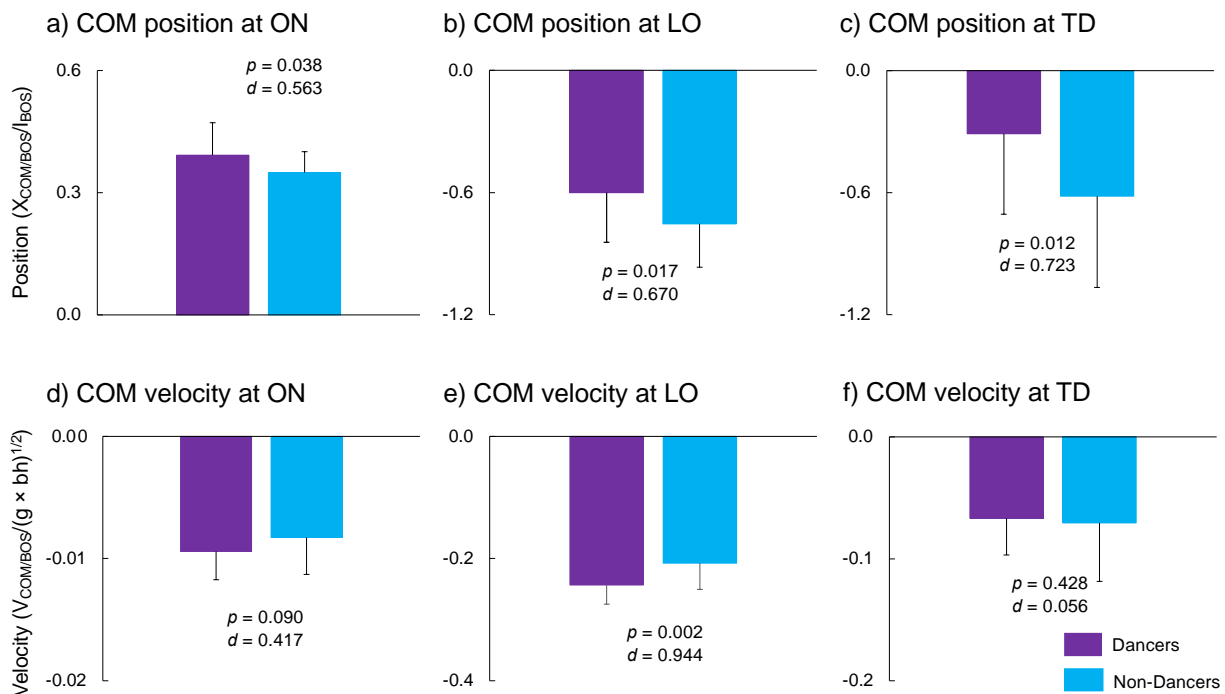 a) COM position at ON
b) COM position at LO
c) COM position at TD
Position (XCOM/BOS/lBOS)
0.6
0.3
0.0
p = 0.038
d = 0.563
0.0
-0.6
-1.2
p = 0.017
d = 0.670
0.0
-0.6
-1.2
p = 0.012
d = 0.723
d) COM velocity at ON
e) COM velocity at LO
f) COM velocity at TD
Velocity (VCOM/BOS/(g × bh)1/2)
0.00
-0.01
-0.02
p = 0.090
d = 0.417
0.0
-0.2
-0.4
p = 0.002
d = 0.944
0.0
-0.1
-0.2
p = 0.428
d = 0.056
Dancers
Non-Dancers